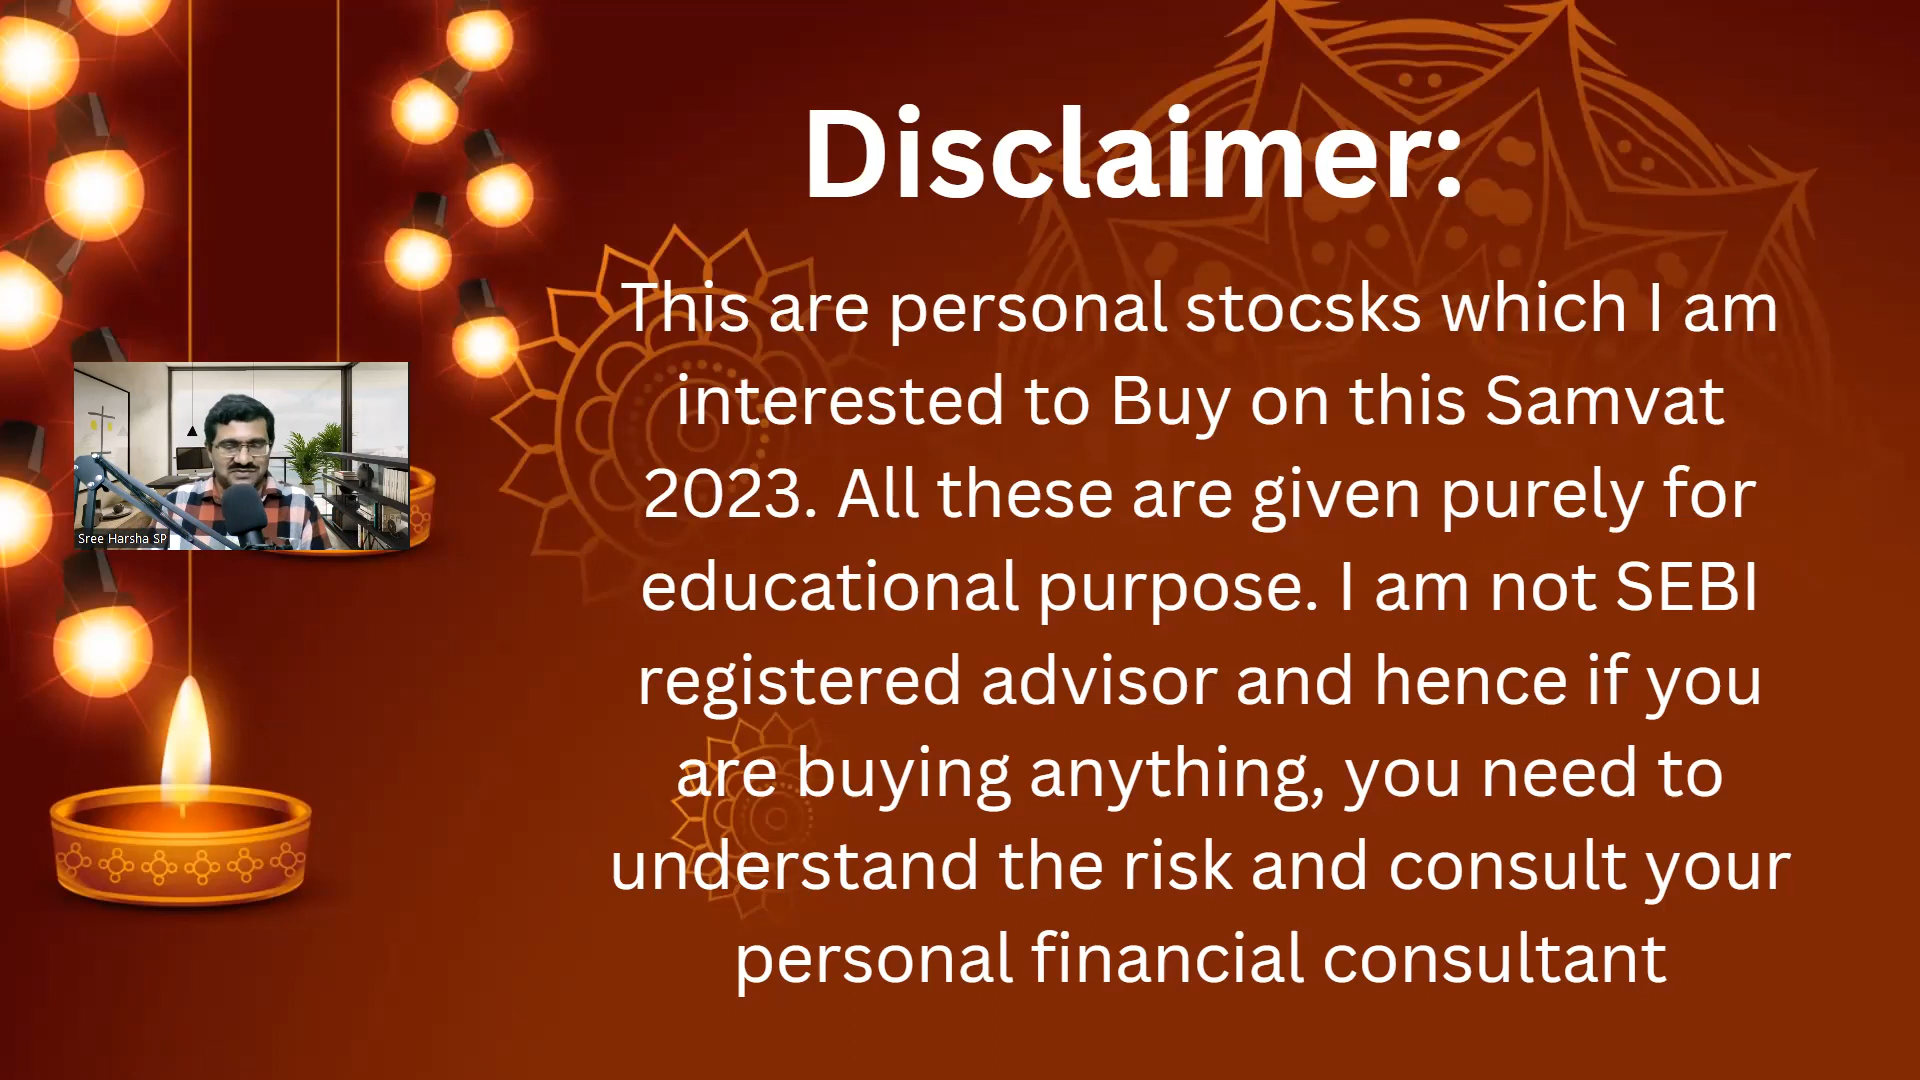 Disclaimer:
This are personal stocsks which I am
interested to Buy on this Samvat
2023. All these are given purely for
educational purpose. I am not SEBI
registered advisor and hence if you
are buying anything, you need to
understand the risk and consult your
personal financial consultant
Sree Harsha SP